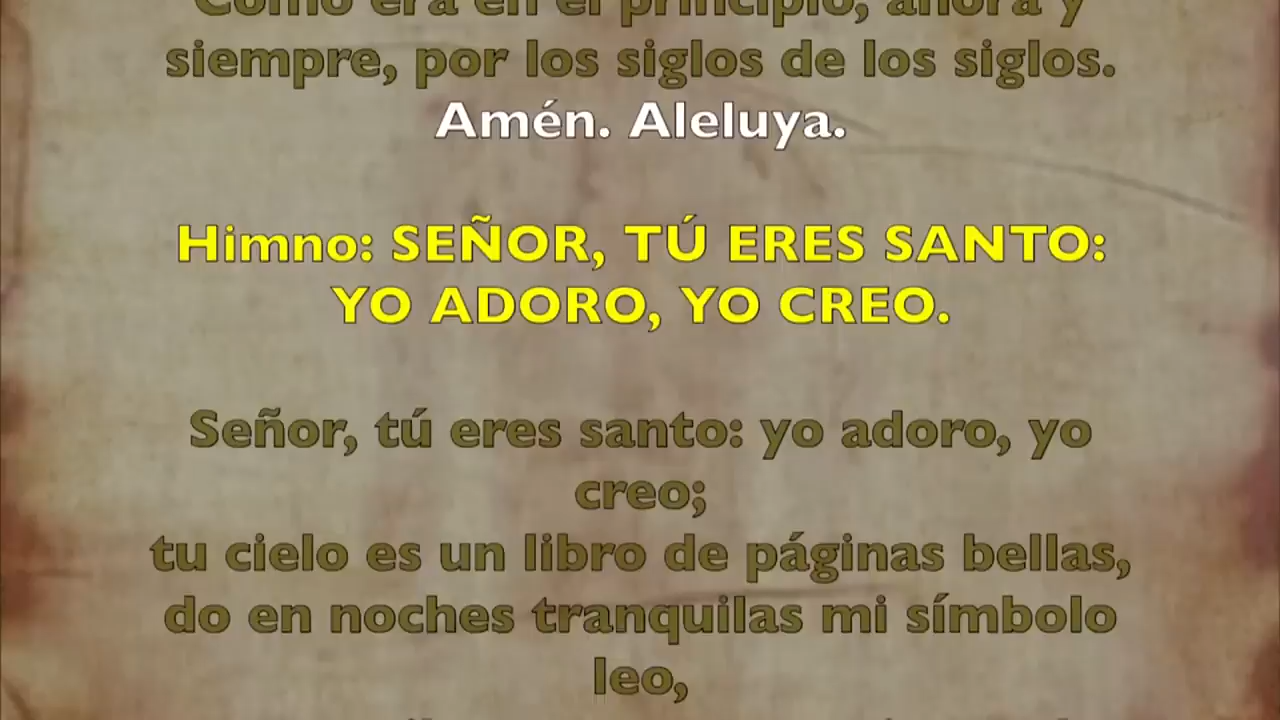 Como era en el principio, ahora y
siempre, por los siglos de los siglos.
Amén. Aleluya.
Himno: SEÑOR, TÚ ERES SANTO:
YO ADORO, YO CREO.
Señor, tú eres santo: yo adoro, yo
creo;
tu cielo es un libro de páginas bellas,
do en noches tranquilas mi símbolo
leo,